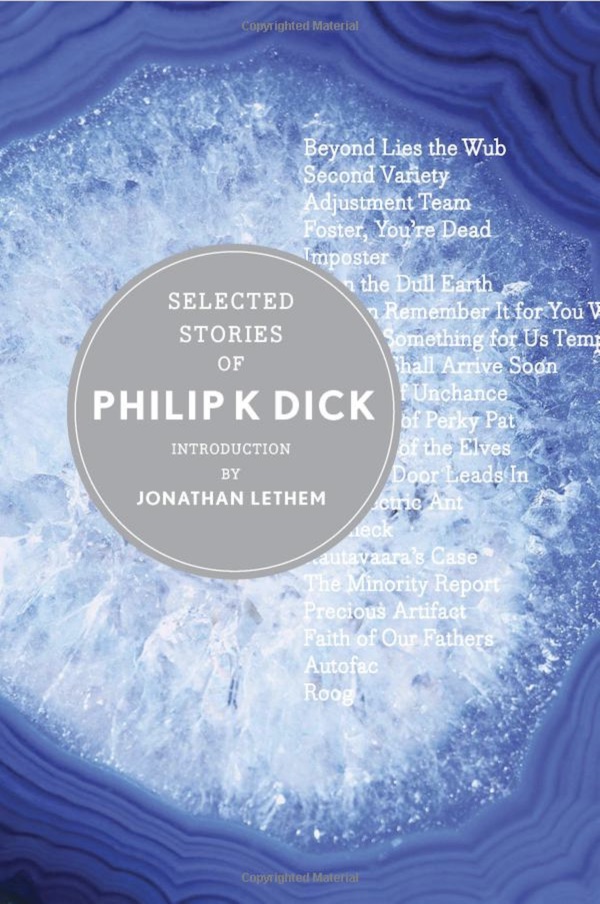 Copyrighted Material
Beyond Lies the Wub
Second Variety
Adjustment Team
Foster, You're Dead
Imposter
the Dull Earth
Remember It for You
Something for Us
Shall Arrive Soon
Unchance
of Perky Pat
of the Elves
Door Leads In
Ant
Rautavaara's Case
The Minority Report
Precious Artifact
Faith of Our Fathers
Autofac
Roog
SELECTED
STORIES
OF
PHILIP K DICK
INTRODUCTION
BY
JONATHAN LETHEM
Copyrighted Material